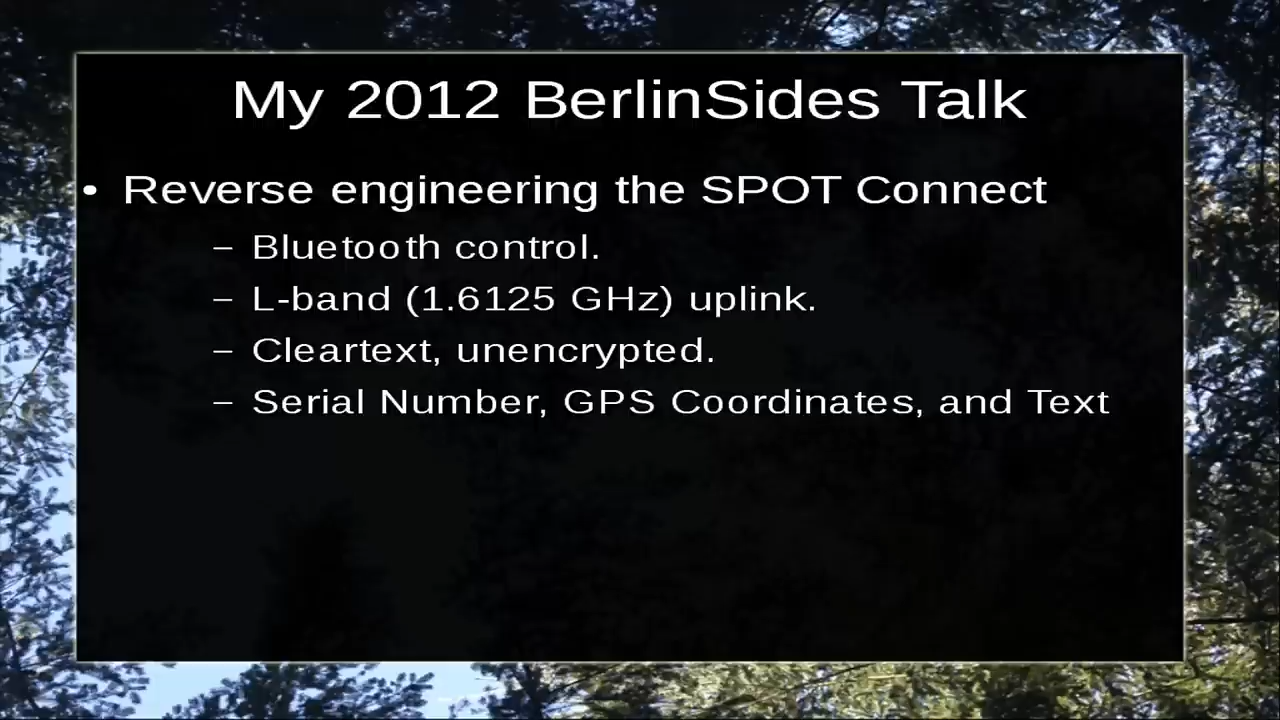 My 2012 BerlinSides Talk
• Reverse engineering the SPOT Connect
– Bluetooth control.
– L-band (1.6125 GHz) uplink.
– Cleartext, unencrypted.
– Serial Number, GPS Coordinates, and Text